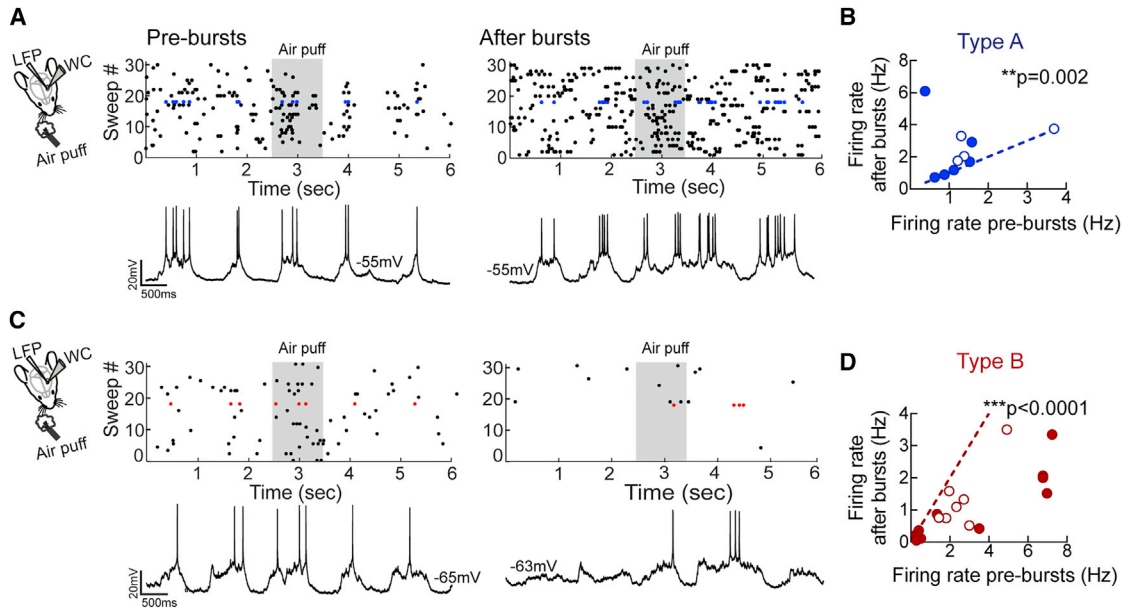 A
LFP
WC
Air puff
Pre-bursts
Air puff
Sweep #
30
20
10
0
1 2 3 4 5 6
Time (sec)
-55mV
20mV
500ms
After bursts
Air puff
30
20
10
0
1 2 3 4 5 6
Time (sec)
-55mV
B
Type A
**p=0.002
Firing rate
after bursts (Hz)
8
6
4
2
0
0 1 2 3 4
Firing rate pre-bursts (Hz)
C
LFP
WC
Air puff
Air puff
Sweep #
30
20
10
0
1 2 3 4 5 6
Time (sec)
-65mV
20mV
500ms
Air puff
30
20
10
0
1 2 3 4 5 6
Time (sec)
-63mV
D
Type B
***p<0.0001
Firing rate
after bursts (Hz)
4
3
2
1
0
2 4 6 8
Firing rate pre-bursts (Hz)